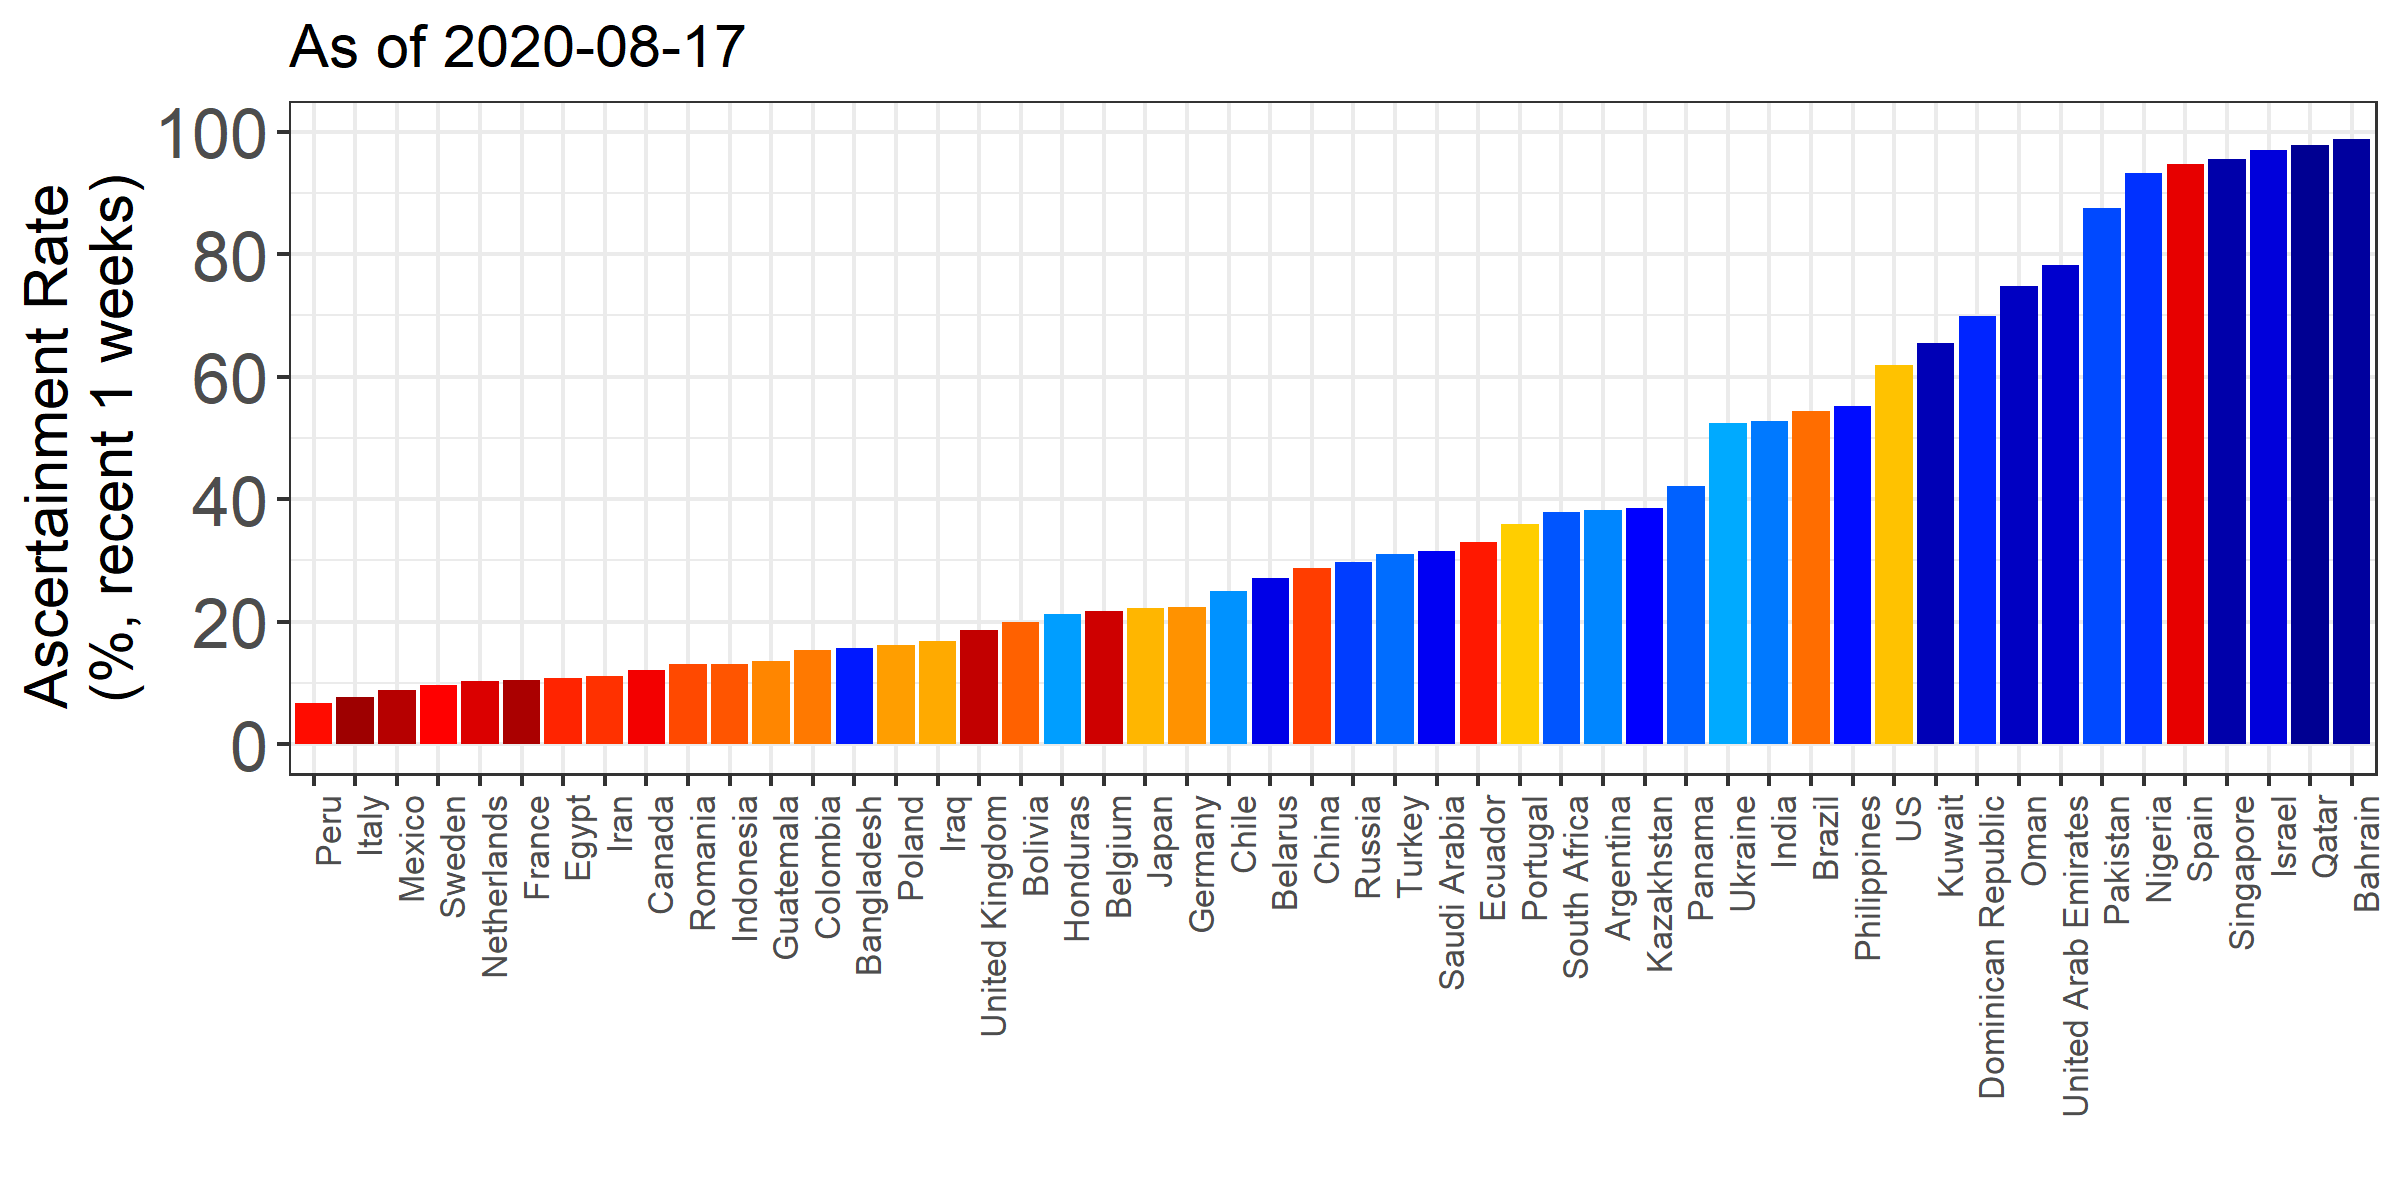 As of 2020-08-17
Ascertainment Rate
(%, recent 1 weeks)
100
80
60
40
20
0
Peru
Italy
Mexico
Sweden
Netherlands
France
Egypt
Iran
Canada
Romania
Indonesia
Guatemala
Colombia
Bangladesh
Poland
Iraq
United Kingdom
Bolivia
Honduras
Belgium
Japan
Germany
Chile
Belarus
China
Russia
Turkey
Saudi Arabia
Ecuador
Portugal
South Africa
Argentina
Kazakhstan
Panama
Ukraine
India
Brazil
Philippines
US
Kuwait
Dominican Republic
Oman
United Arab Emirates
Pakistan
Nigeria
Spain
Singapore
Israel
Qatar
Bahrain